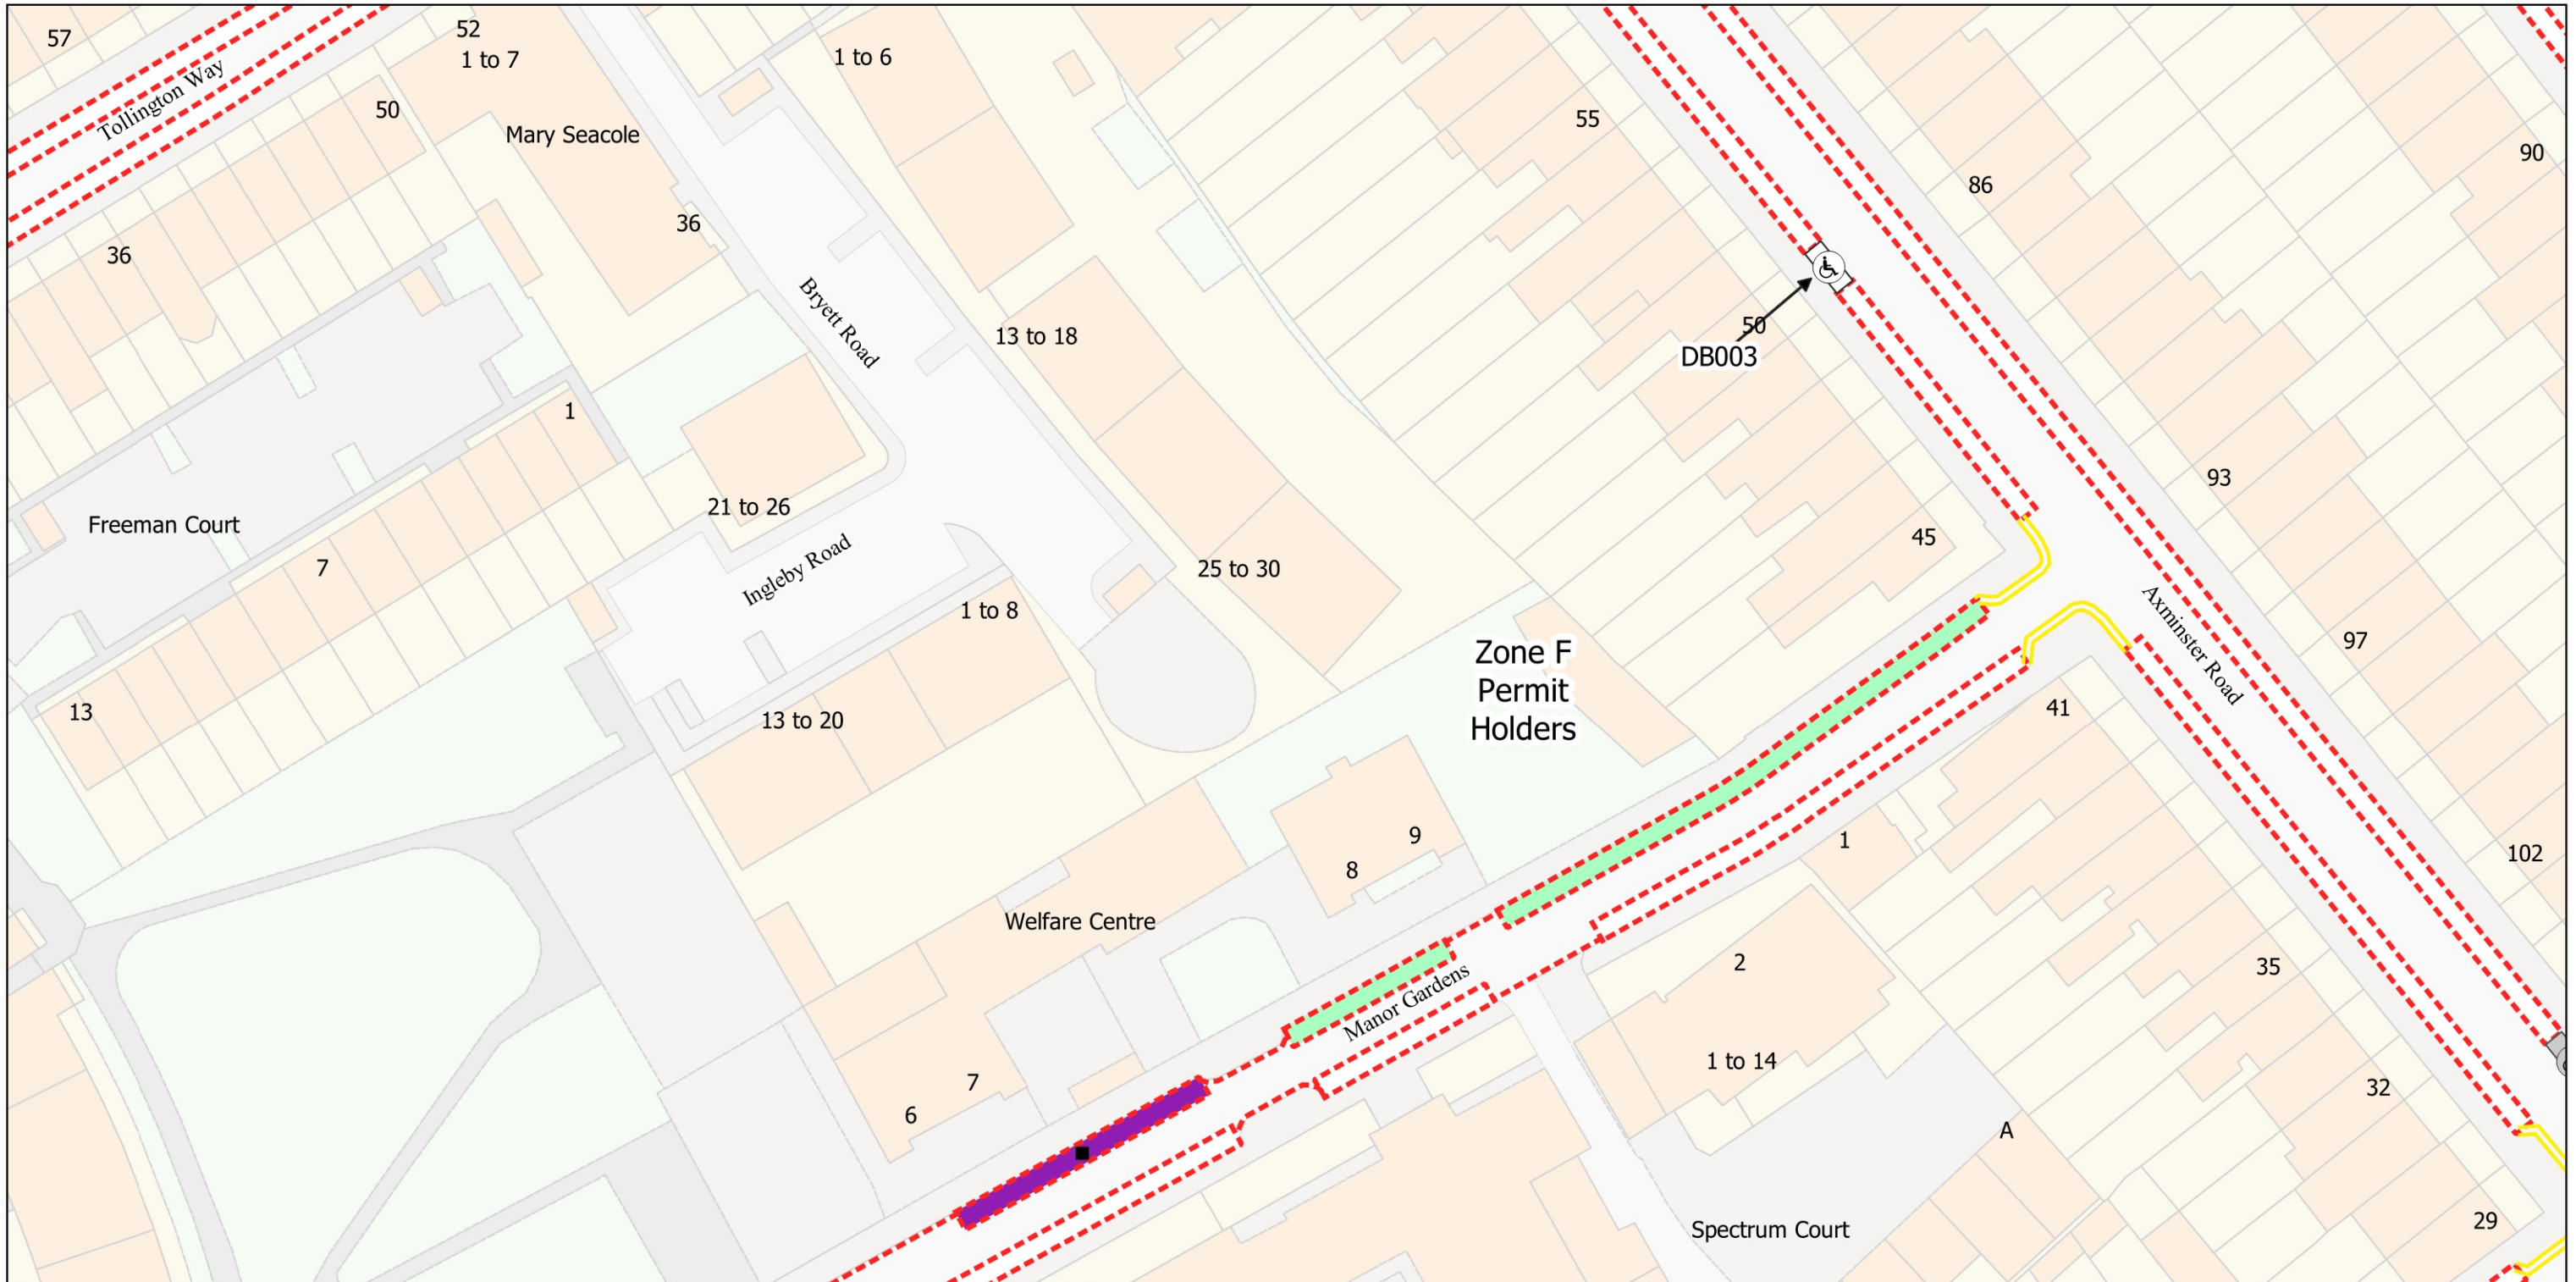 57
Tollington Way
52
1 to 7
50
Mary Seacole
36
36
1 to 6
Bryett Road
13 to 18
55
86
90
50
DB003
1
21 to 26
Freeman Court
7
Ingleby Road
1 to 8
25 to 30
45
93
13
13 to 20
Zone F
Permit
Holders
Axminster Road
97
41
9
8
1
102
Welfare Centre
2
35
Manor Gardens
1 to 14
7
6
32
A
Spectrum Court
29